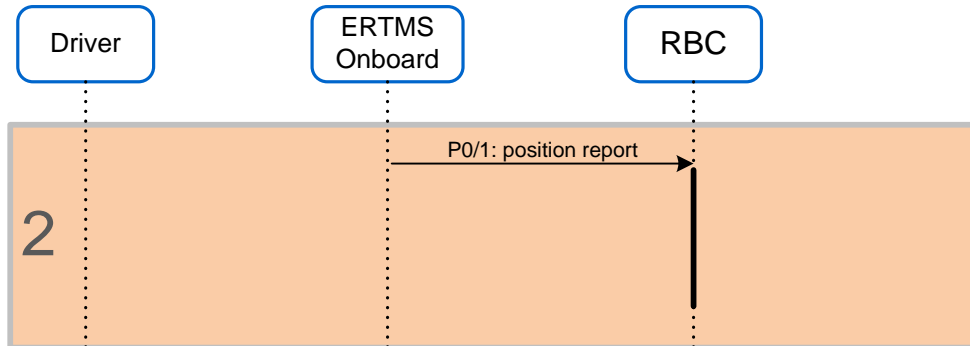 Driver
ERTMS
Onboard
RBC
P0/1: position report
2